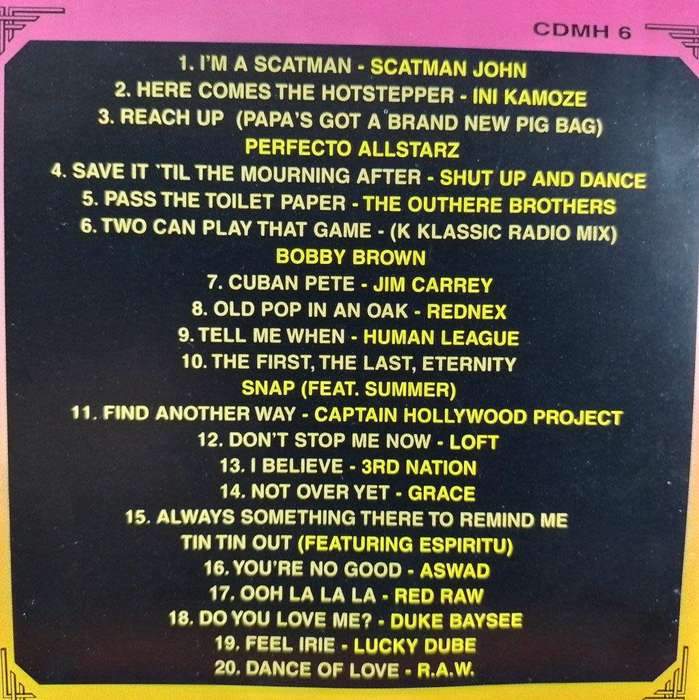 CDMH 6
1. I'M A SCATMAN - SCATMAN JOHN
2. HERE COMES THE HOTSTEPPER - INI KAMOZE
3. REACH UP (PAPA'S GOT A BRAND NEW PIG BAG)
PERFECTO ALLSTARZ
4. SAVE IT 'TIL THE MOURNING AFTER - SHUT UP AND DANCE
5. PASS THE TOILET PAPER - THE OUTHERE BROTHERS
6. TWO CAN PLAY THAT GAME - (K KLASSIC RADIO MIX)
BOBBY BROWN
7. CUBAN PETE - JIM CARREY
8. OLD POP IN AN OAK - REDNEX
9. TELL ME WHEN - HUMAN LEAGUE
10. THE FIRST, THE LAST, ETERNITY
SNAP (FEAT. SUMMER)
11. FIND ANOTHER WAY - CAPTAIN HOLLYWOOD PROJECT
12. DON'T STOP ME NOW - LOFT
13. I BELIEVE - 3RD NATION
14. NOT OVER YET - GRACE
15. ALWAYS SOMETHING THERE TO REMIND ME
TIN TIN OUT (FEATURING ESPIRITU)
16. YOU'RE NO GOOD - ASWAD
17. OOH LA LA LA - RED RAW
18. DO YOU LOVE ME? - DUKE BAYSEE
19. FEEL IRIE - LUCKY DUBE
20. DANCE OF LOVE - R.A.W.